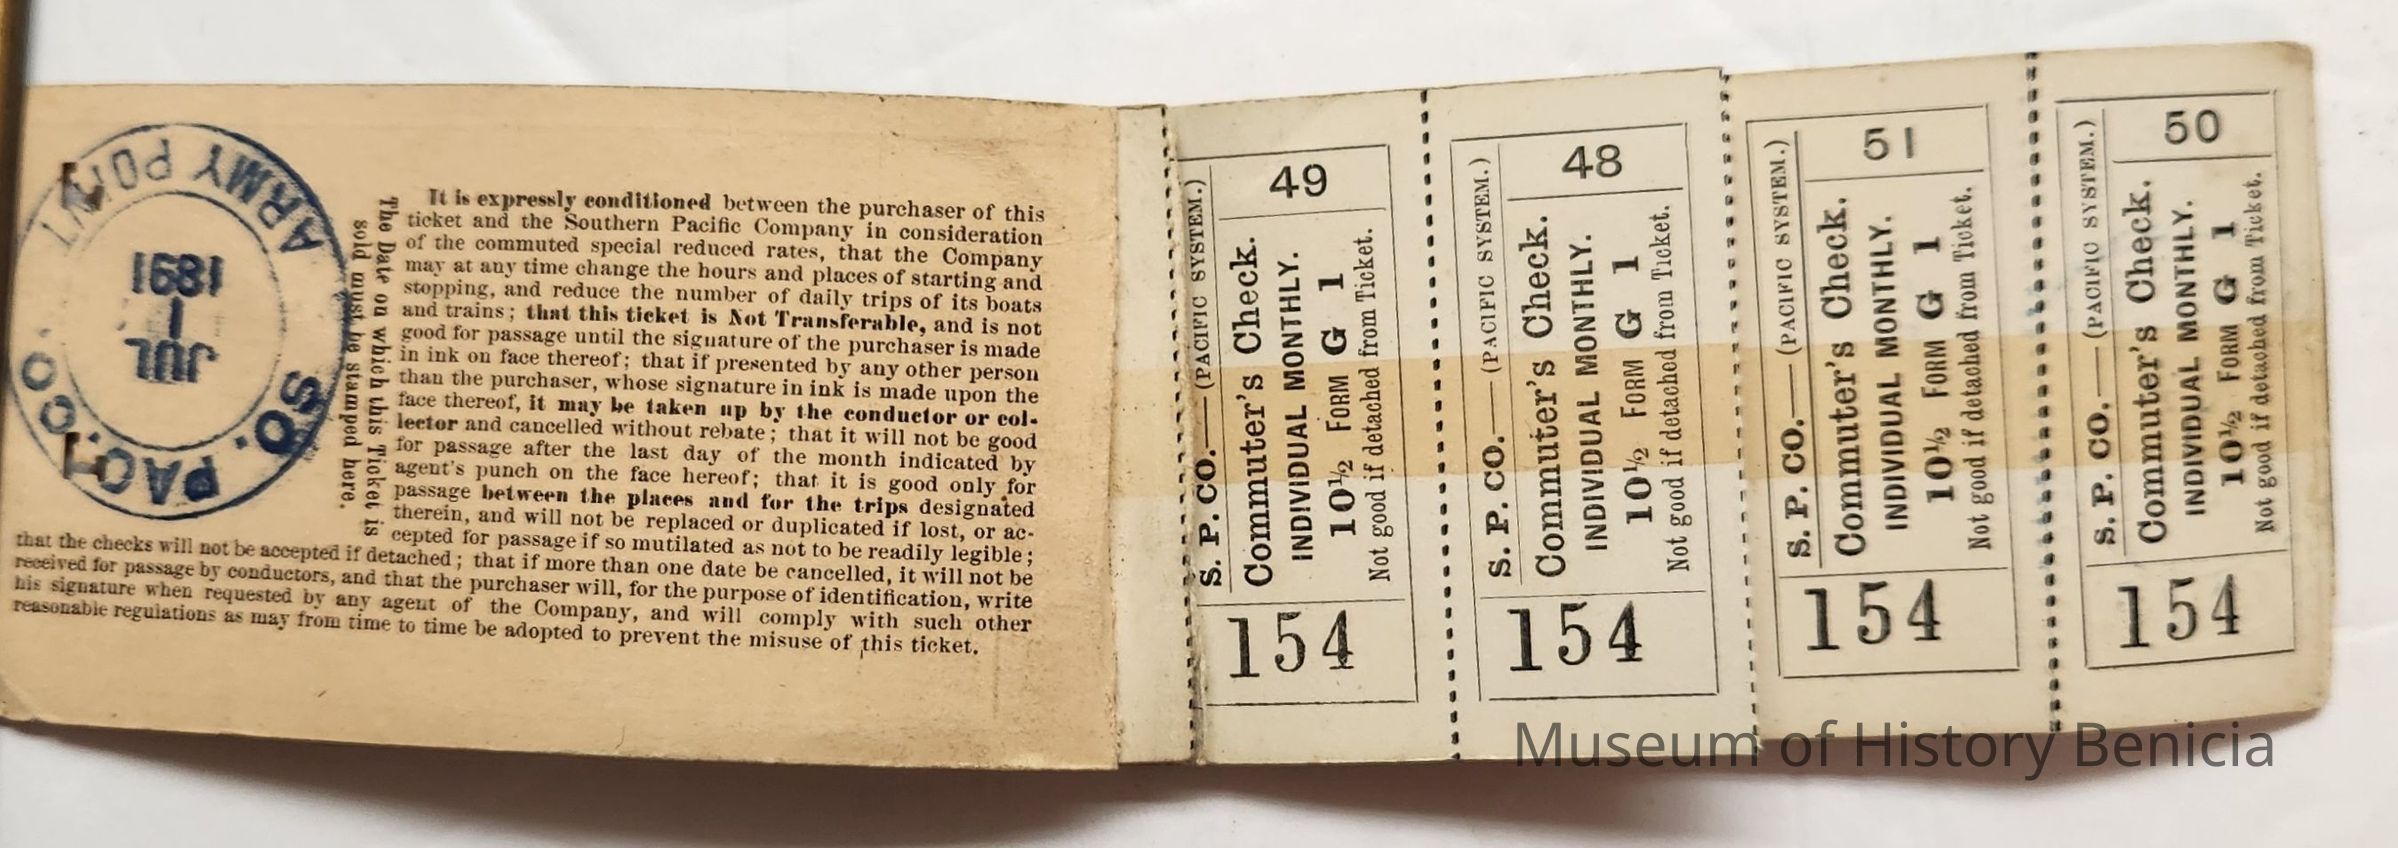 SO. PAC. CO.
ARMY POINT
JUL
1
1891
The Date on which this Ticket is
sold must be stamped here.
It is expressly conditioned between the purchaser of this
ticket and the Southern Pacific Company in consideration
of the commuted special reduced rates, that the Company
may at any time change the hours and places of starting and
stopping, and reduce the number of daily trips of its boats
and trains; that this ticket is Not Transferable, and is not
good for passage until the signature of the purchaser is made
in ink on face thereof; that if presented by any other person
than the purchaser, whose signature in ink is made upon the
face thereof, it may be taken up by the conductor or col-
lector and cancelled without rebate; that it will not be good
for passage after the last day of the month indicated by
agent's punch on the face hereof; that it is good only for
passage between the places and for the trips designated
therein, and will not be replaced or duplicated if lost, or ac-
cepted for passage if so mutilated as not to be readily legible;
that the checks will not be accepted if detached; that if more than one date be cancelled, it will not be
received for passage by conductors, and that the purchaser will, for the purpose of identification, write
his signature when requested by any agent of the Company, and will comply with such other
reasonable regulations as may from time to time be adopted to prevent the misuse of this ticket.
49
S. P. CO.—(PACIFIC SYSTEM.)
Commuter's Check.
INDIVIDUAL MONTHLY.
10½ FORM G 1
Not good if detached from Ticket.
154
48
S. P. CO.—(PACIFIC SYSTEM.)
Commuter's Check.
INDIVIDUAL MONTHLY.
10½ FORM G 1
Not good if detached from Ticket.
154
51
S. P. CO.—(PACIFIC SYSTEM.)
Commuter's Check.
INDIVIDUAL MONTHLY.
10½ FORM G 1
Not good if detached from Ticket.
154
50
S. P. CO.—(PACIFIC SYSTEM.)
Commuter's Check.
INDIVIDUAL MONTHLY.
10½ FORM G 1
Not good if detached from Ticket.
154
Museum of History Benicia